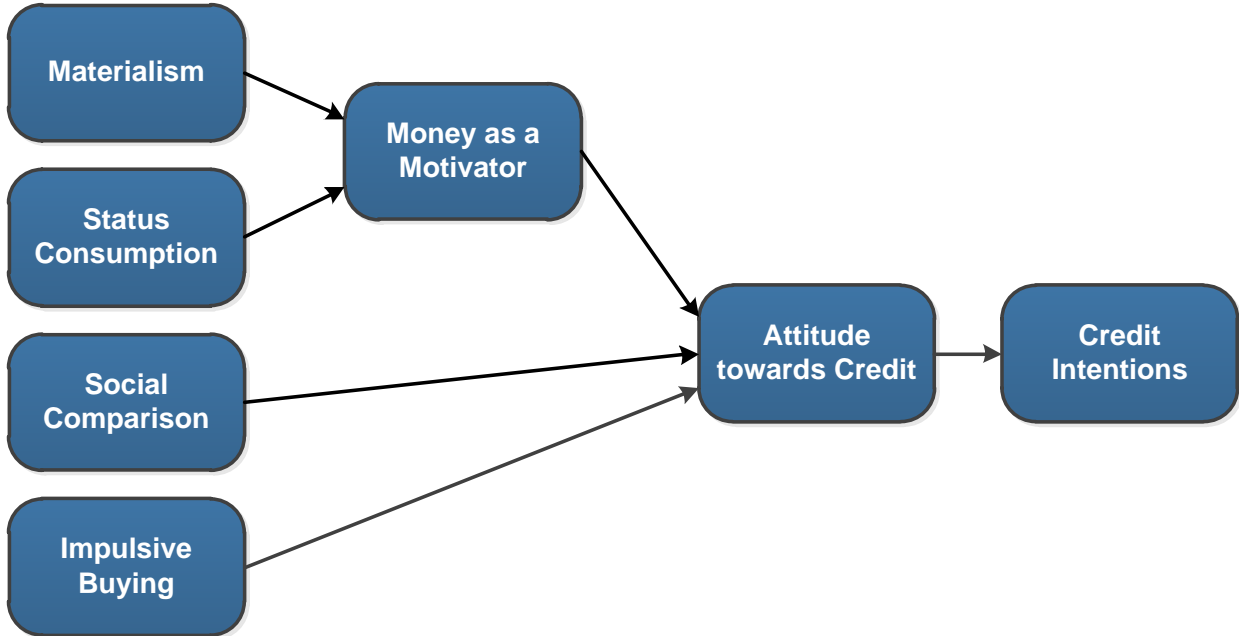 Materialism
Money as a
Motivator
Status
Consumption
Social
Comparison
Attitude
towards Credit
Credit
Intentions
Impulsive
Buying